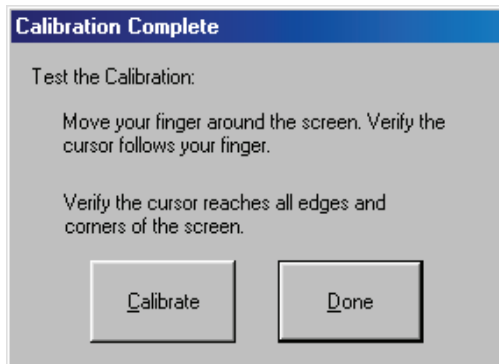 Calibration Complete
Test the Calibration:
Move your finger around the screen. Verify the
cursor follows your finger.
Verify the cursor reaches all edges and
corners of the screen.
Calibrate
Done